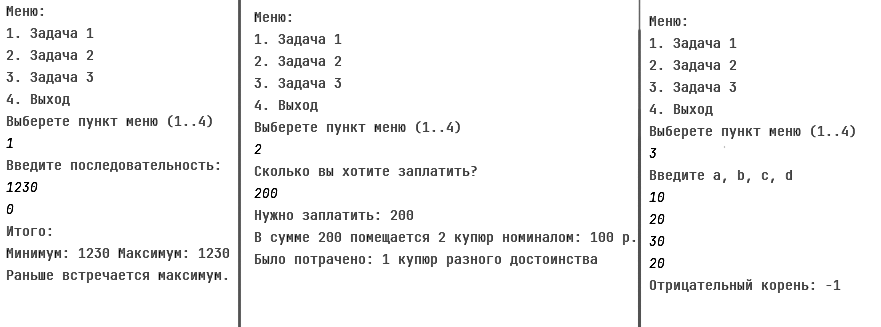 Меню:
1. Задача 1
2. Задача 2
3. Задача 3
4. Выход
Выберете пункт меню (1..4)
1
Введите последовательность:
1230
0
Итого:
Минимум: 1230 Максимум: 1230
Раньше встречается максимум.
Меню:
1. Задача 1
2. Задача 2
3. Задача 3
4. Выход
Выберете пункт меню (1..4)
2
Сколько вы хотите заплатить?
200
Нужно заплатить: 200
В сумме 200 помещается 2 купюр номиналом: 100 р.
Было потрачено: 1 купюр разного достоинства
Меню:
1. Задача 1
2. Задача 2
3. Задача 3
4. Выход
Выберете пункт меню (1..4)
3
Введите a, b, c, d
10
20
30
20
Отрицательный корень: -1